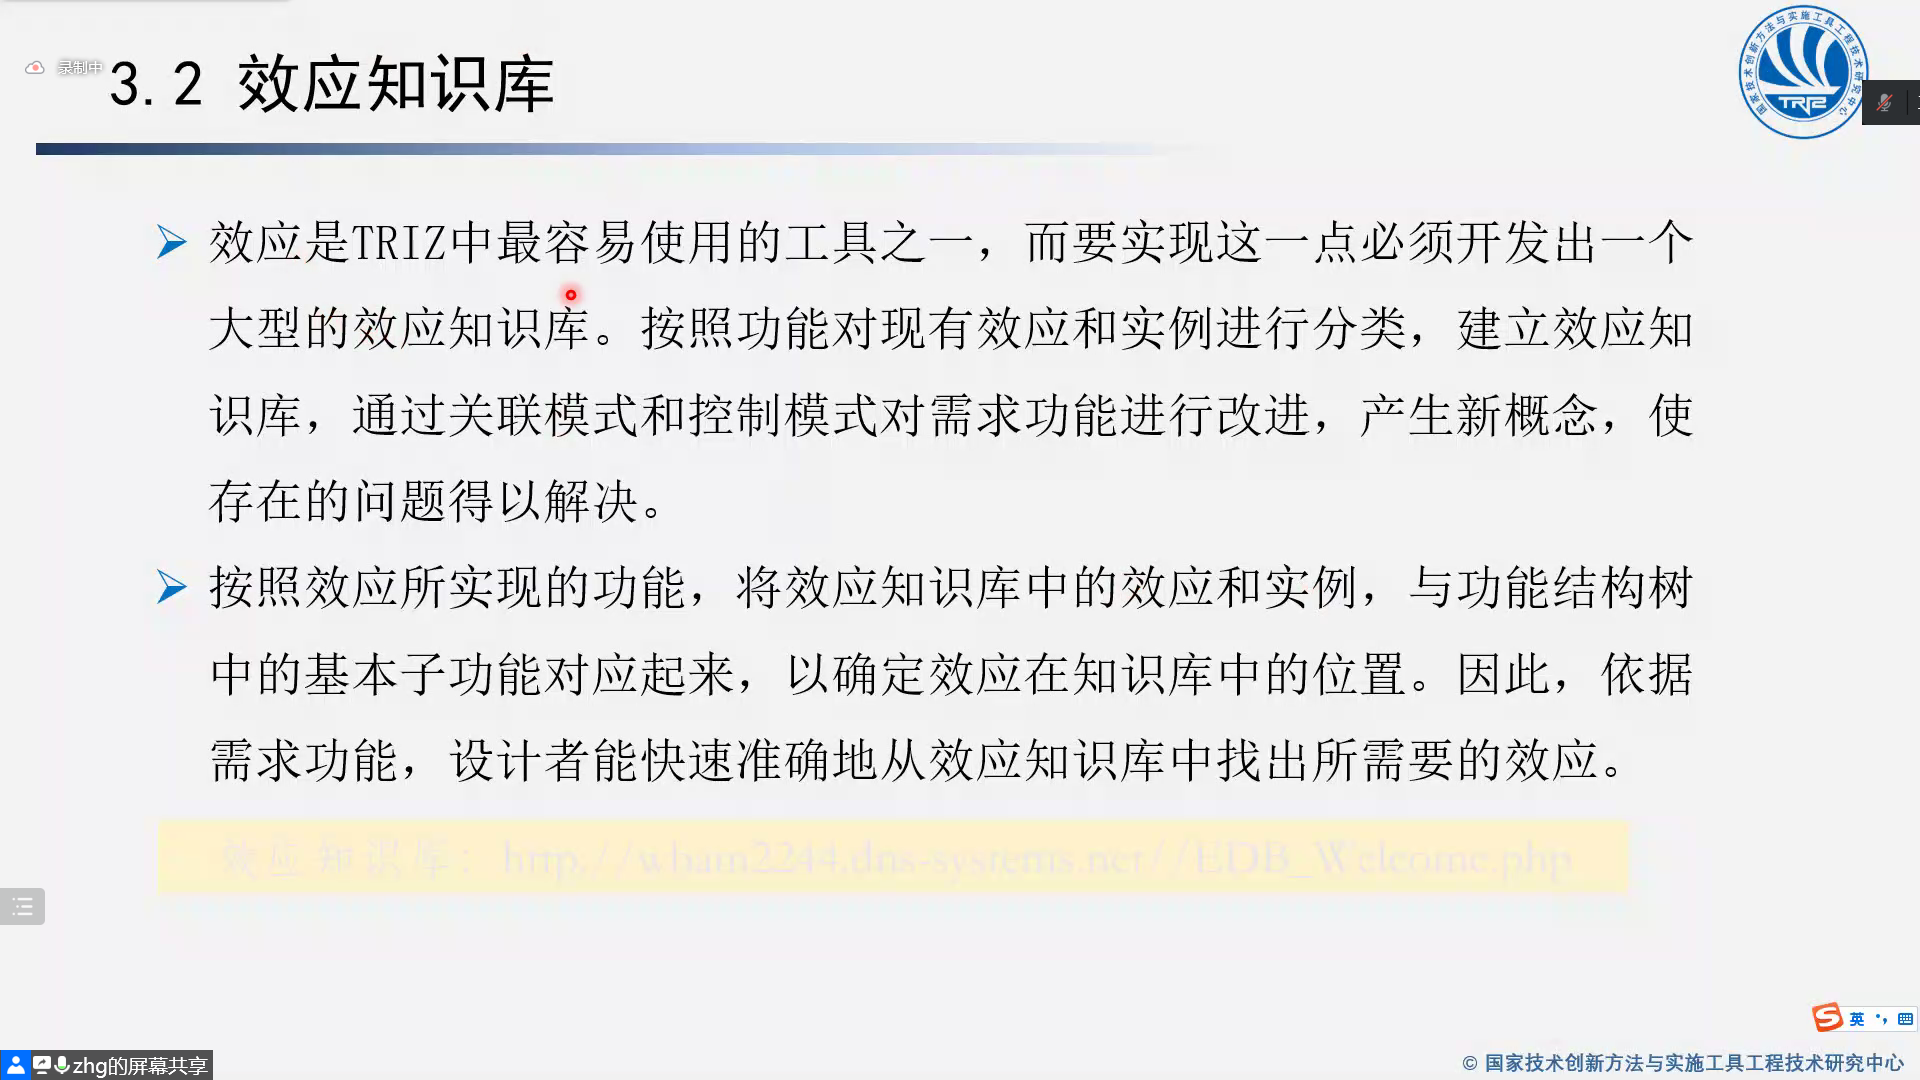 录制中
3.2 效应知识库
国家技术创新方法与实施工具工程技术研究中心
TRIZ
效应是TRIZ中最容易使用的工具之一，而要实现这一点必须开发出一个
大型的效应知识库。按照功能对现有效应和实例进行分类，建立效应知
识库，通过关联模式和控制模式对需求功能进行改进，产生新概念，使
存在的问题得以解决。
按照效应所实现的功能，将效应知识库中的效应和实例，与功能结构树
中的基本子功能对应起来，以确定效应在知识库中的位置。因此，依据
需求功能，设计者能快速准确地从效应知识库中找出所需要的效应。
效应知识库：http://wbam2244.dns-systems.net//EDB_Welcome.php
英
zhg的屏幕共享
© 国家技术创新方法与实施工具工程技术研究中心